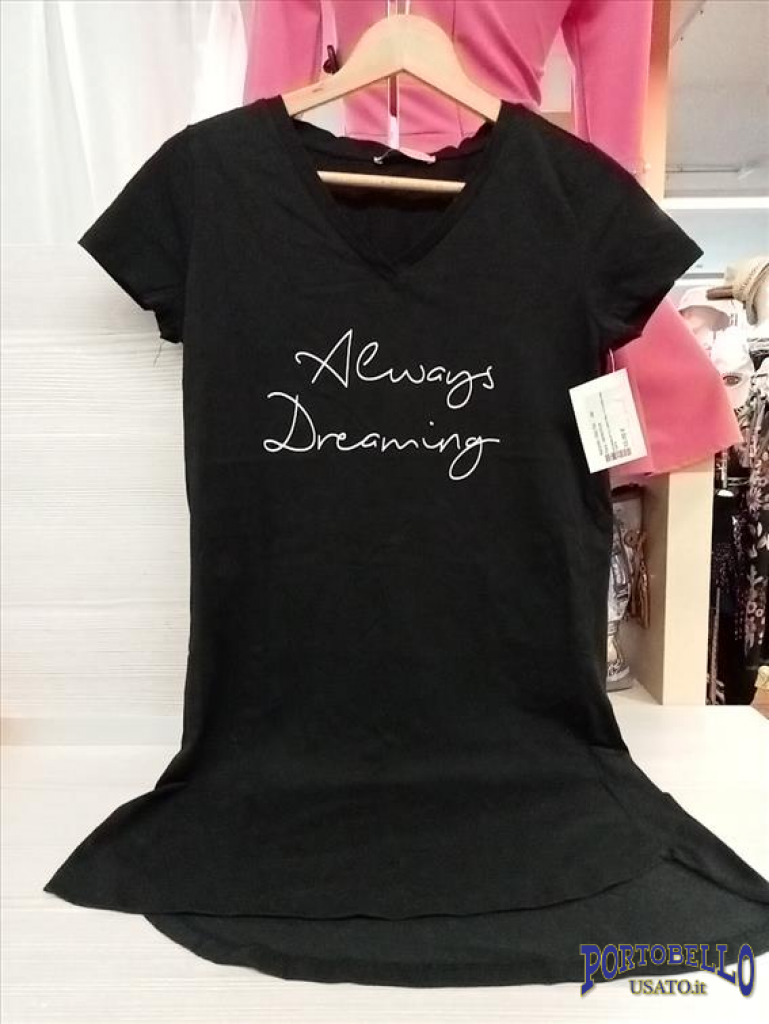 Always
Dreaming
PORTOBELLO
USATO.it